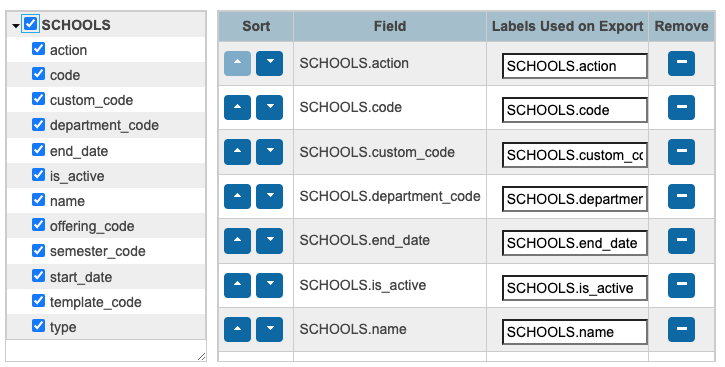 SCHOOLS
action
code
custom_code
department_code
end_date
is_active
name
offering_code
semester_code
start_date
template_code
type
Sort Field Labels Used on Export Remove
SCHOOLS.action SCHOOLS.action
SCHOOLS.code SCHOOLS.code
SCHOOLS.custom_code SCHOOLS.custom_cc
SCHOOLS.department_code SCHOOLS.departmer
SCHOOLS.end_date SCHOOLS.end_date
SCHOOLS.is_active SCHOOLS.is_active
SCHOOLS.name SCHOOLS.name